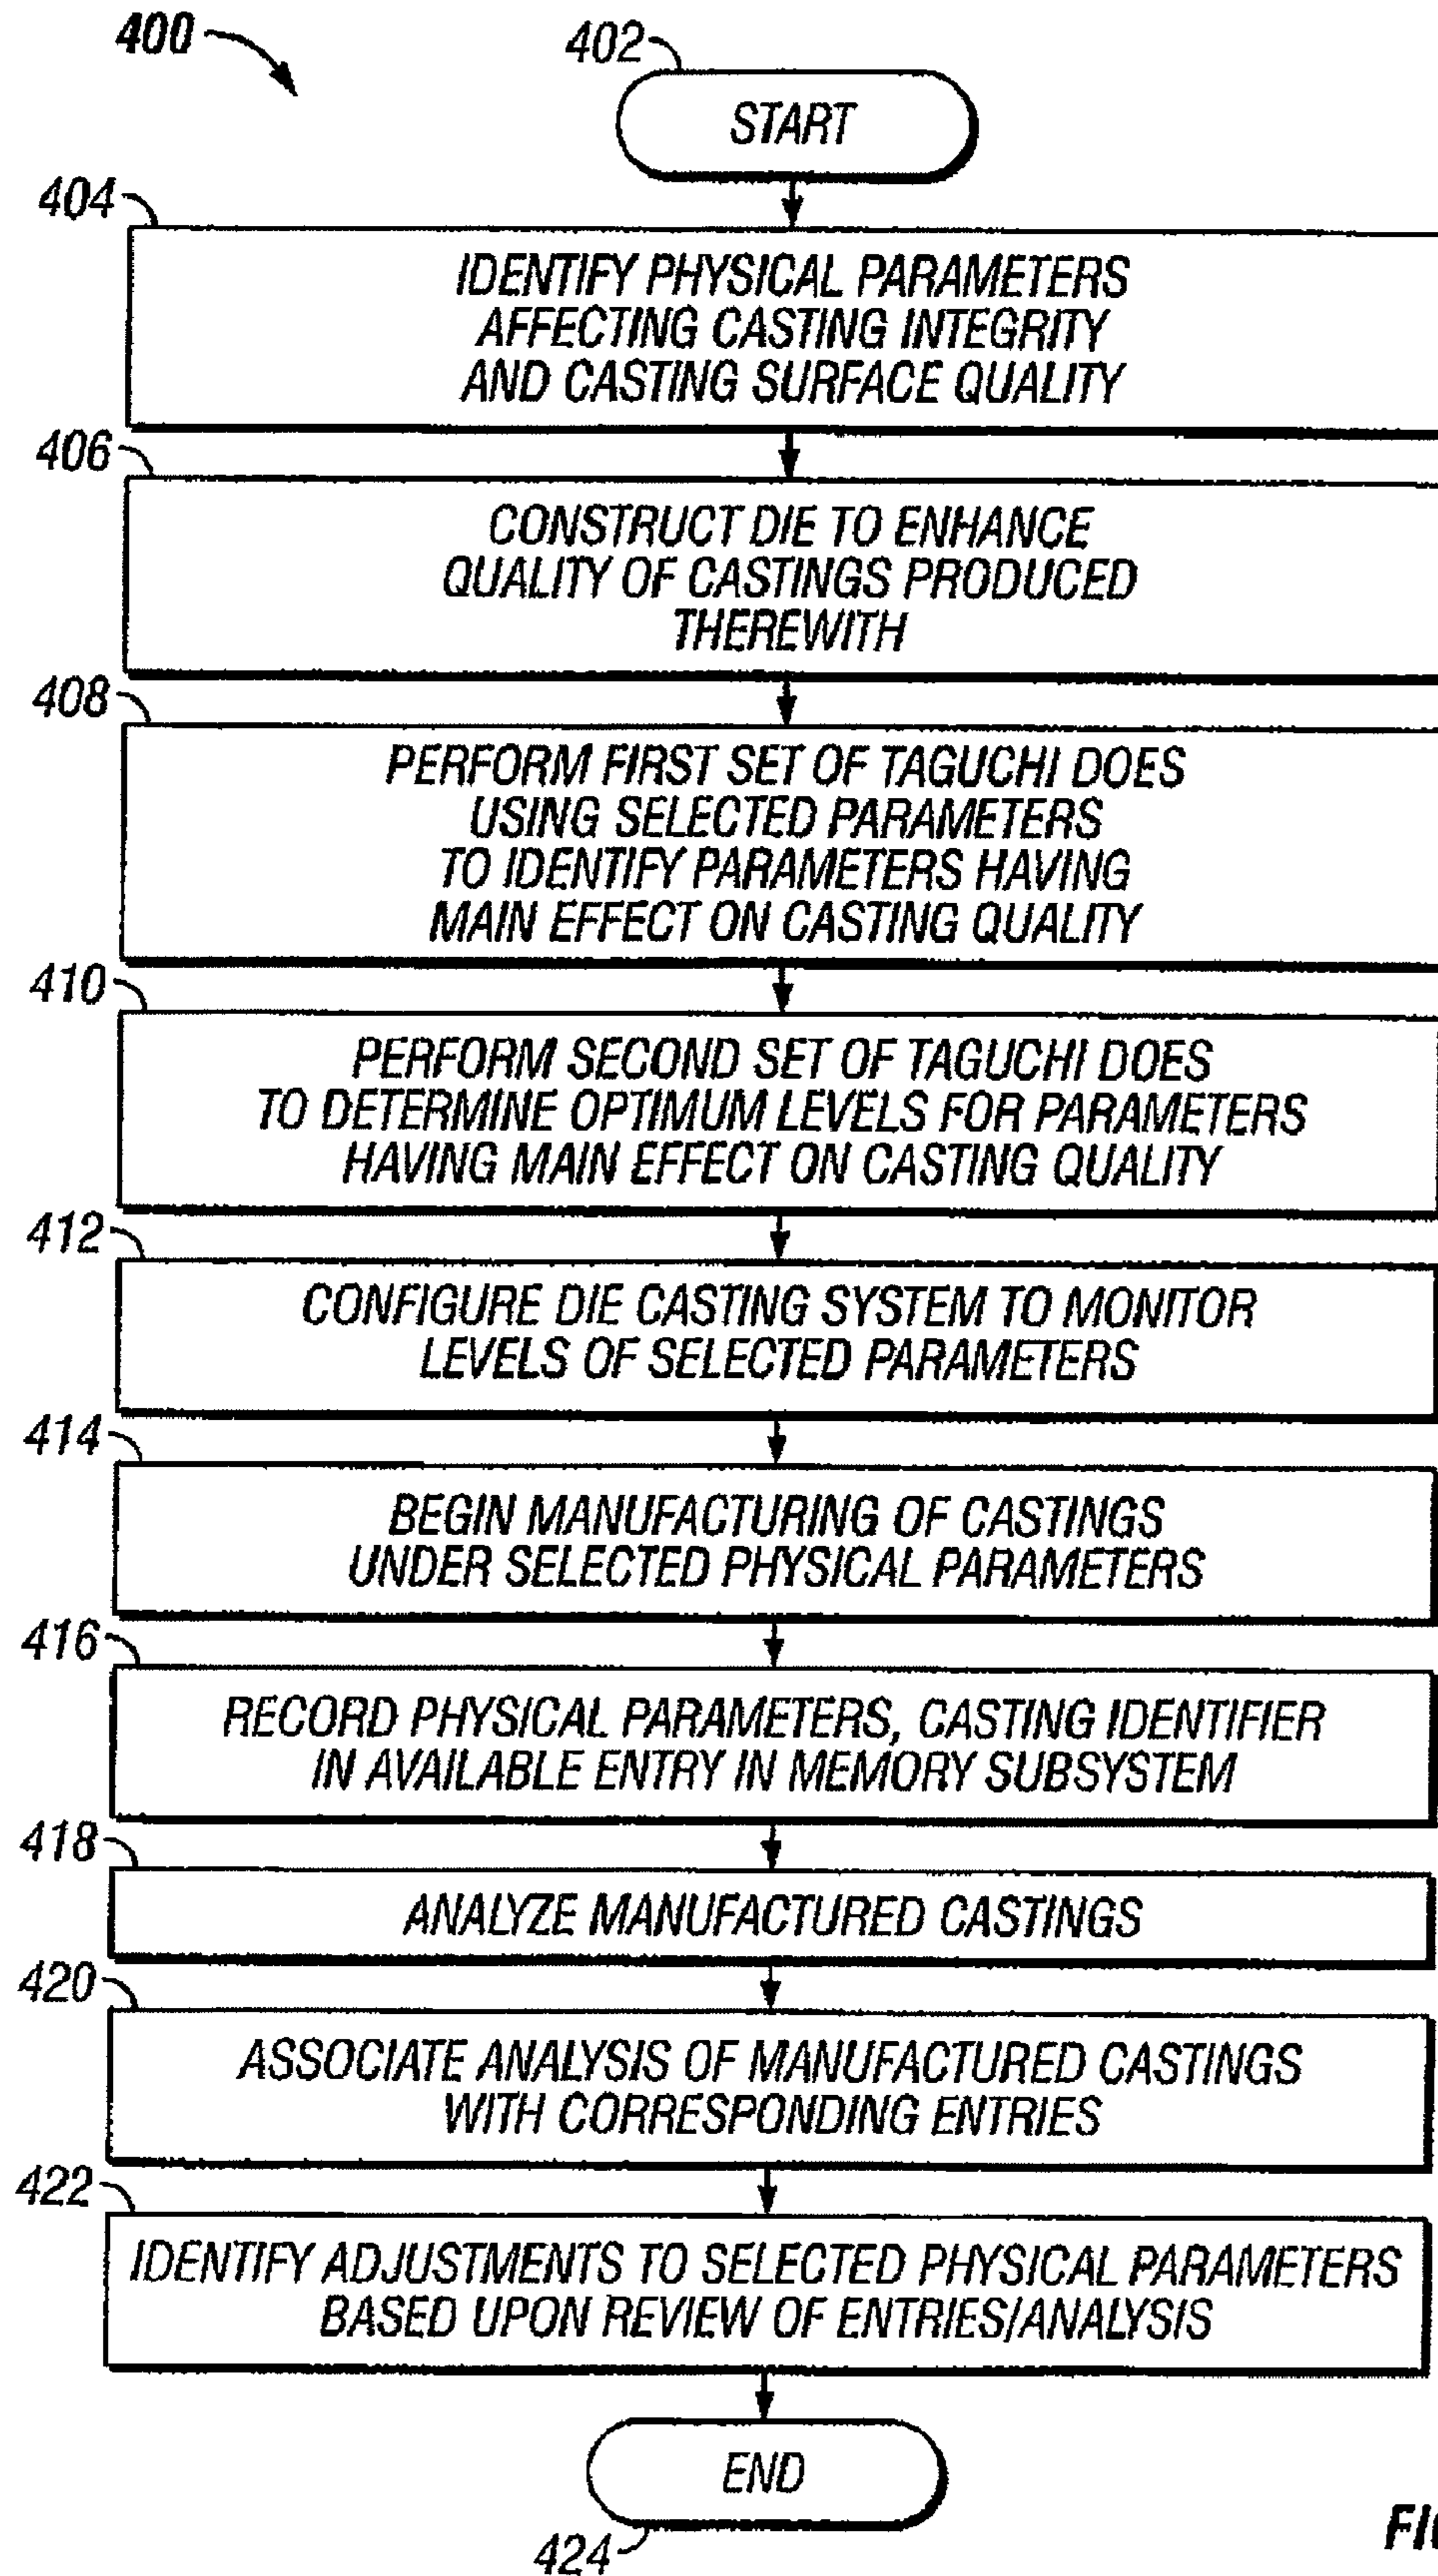 400
402
START
404
IDENTIFY PHYSICAL PARAMETERS
AFFECTING CASTING INTEGRITY
AND CASTING SURFACE QUALITY
406
CONSTRUCT DIE TO ENHANCE
QUALITY OF CASTINGS PRODUCED
THEREWITH
408
PERFORM FIRST SET OF TAGUCHI DOES
USING SELECTED PARAMETERS
TO IDENTIFY PARAMETERS HAVING
MAIN EFFECT ON CASTING QUALITY
410
PERFORM SECOND SET OF TAGUCHI DOES
TO DETERMINE OPTIMUM LEVELS FOR PARAMETERS
HAVING MAIN EFFECT ON CASTING QUALITY
412
CONFIGURE DIE CASTING SYSTEM TO MONITOR
LEVELS OF SELECTED PARAMETERS
414
BEGIN MANUFACTURING OF CASTINGS
UNDER SELECTED PHYSICAL PARAMETERS
416
RECORD PHYSICAL PARAMETERS, CASTING IDENTIFIER
IN AVAILABLE ENTRY IN MEMORY SUBSYSTEM
418
ANALYZE MANUFACTURED CASTINGS
420
ASSOCIATE ANALYSIS OF MANUFACTURED CASTINGS
WITH CORRESPONDING ENTRIES
422
IDENTIFY ADJUSTMENTS TO SELECTED PHYSICAL PARAMETERS
BASED UPON REVIEW OF ENTRIES/ANALYSIS
END
424